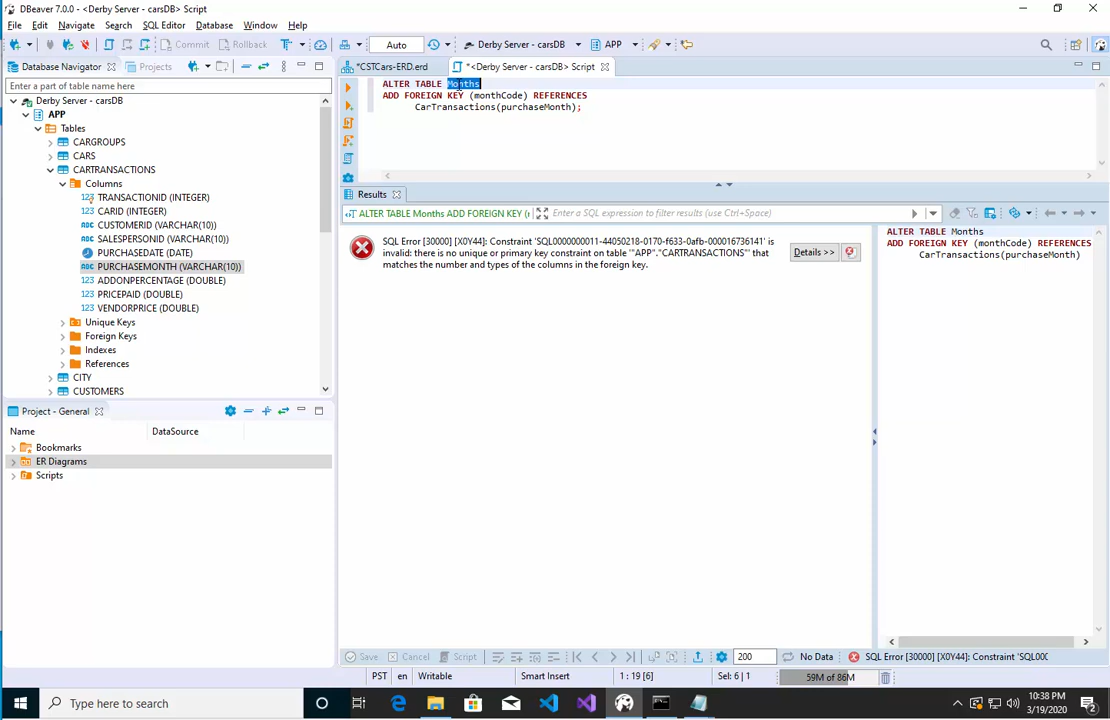 DBeaver 7.0.0 - <Derby Server - carsDB> Script
File Edit Navigate Search SQL Editor Database Window Help
Commit Rollback Auto Derby Server - carsDB APP
Database Navigator Projects
Enter a part of table name here
Derby Server - carsDB
APP
Tables
CARGROUPS
CARS
CARTRANSACTIONS
Columns
123 TRANSACTIONID (INTEGER)
123 CARID (INTEGER)
ABC CUSTOMERID (VARCHAR(10))
ABC SALESPERSONID (VARCHAR(10))
PURCHASEDATE (DATE)
ABC PURCHASEMONTH (VARCHAR(10))
123 ADDONPERCENTAGE (DOUBLE)
123 PRICEPAID (DOUBLE)
123 VENDORPRICE (DOUBLE)
Unique Keys
Foreign Keys
Indexes
References
CITY
CUSTOMERS
Project - General
Name DataSource
Bookmarks
ER Diagrams
Scripts
*CSTCars-ERD.erd *<Derby Server - carsDB> Script
ALTER TABLE Months
ADD FOREIGN KEY (monthCode) REFERENCES
CarTransactions(purchaseMonth);
Results
ALTER TABLE Months ADD FOREIGN KEY (r Enter a SQL expression to filter results (use Ctrl+Space)
SQL Error [30000] [X0Y44]: Constraint 'SQL0000000011-44050218-0170-f633-0afb-000016736141' is
invalid: there is no unique or primary key constraint on table '"APP"."CARTRANSACTIONS"' that
matches the number and types of the columns in the foreign key.
Details >>
ALTER TABLE Months
ADD FOREIGN KEY (monthCode) REFERENCES
CarTransactions(purchaseMonth)
Save Cancel Script 200 No Data SQL Error [30000] [X0Y44]: Constraint 'SQL00
PST en Writable Smart Insert 1 : 19 [6] Sel: 6 | 1 59M of 86M
Type here to search
10:38 PM
3/19/2020
2